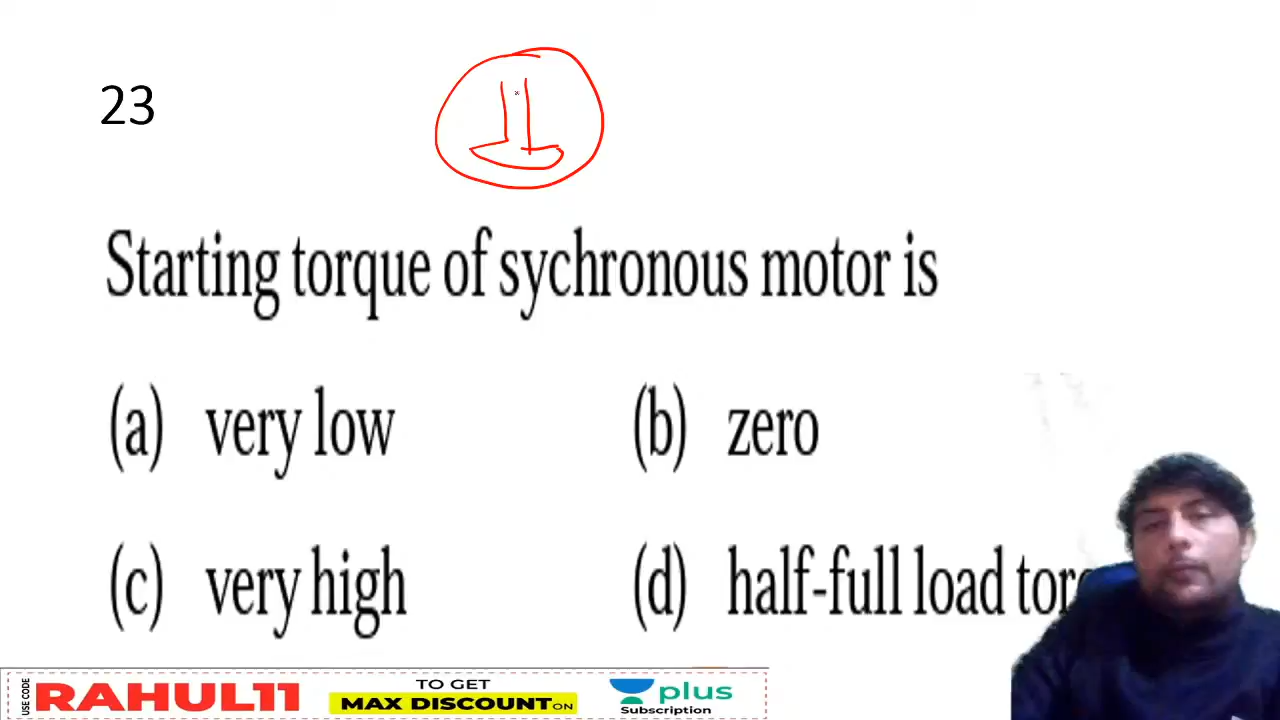 23
Starting torque of sychronous motor is
(a) very low (b) zero
(c) very high (d) half-full load
USE CODE RAHUL11 TO GET MAX DISCOUNT ON plus Subscription